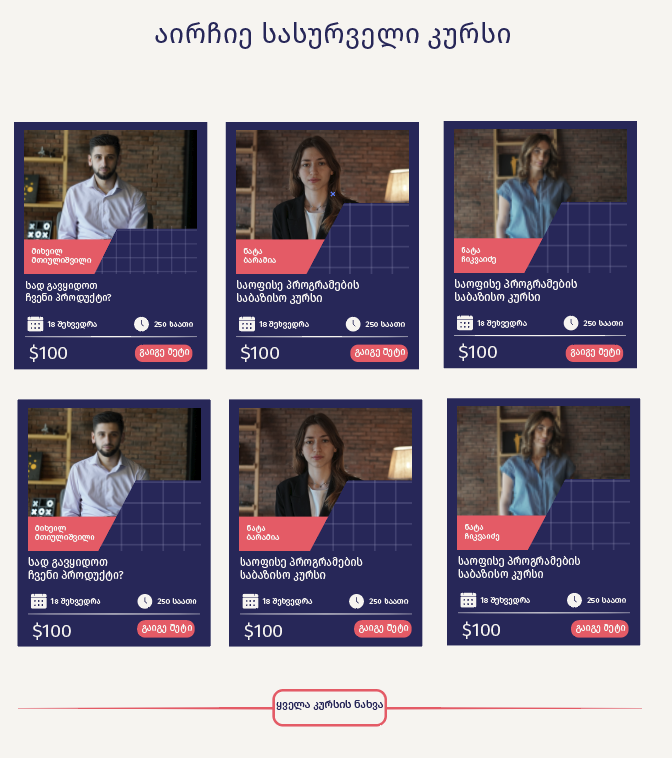 აირჩიე სასურველი კურსი
მიხეილ
მთიულიშვილი
სად გავყიდოთ
ჩვენი პროდუქტი?
18 შეხვედრა
250 საათი
$100
გაიგე მეტი
ნატა
ბარამია
საოფისე პროგრამების
საბაზისო კურსი
18 შეხვედრა
250 საათი
$100
გაიგე მეტი
ნატა
ჩიკვაიძე
საოფისე პროგრამების
საბაზისო კურსი
18 შეხვედრა
250 საათი
$100
გაიგე მეტი
მიხეილ
მთიულიშვილი
სად გავყიდოთ
ჩვენი პროდუქტი?
18 შეხვედრა
250 საათი
$100
გაიგე მეტი
ნატა
ბარამია
საოფისე პროგრამების
საბაზისო კურსი
18 შეხვედრა
250 საათი
$100
გაიგე მეტი
ნატა
ჩიკვაიძე
საოფისე პროგრამების
საბაზისო კურსი
18 შეხვედრა
250 საათი
$100
გაიგე მეტი
ყველა კურსის ნახვა